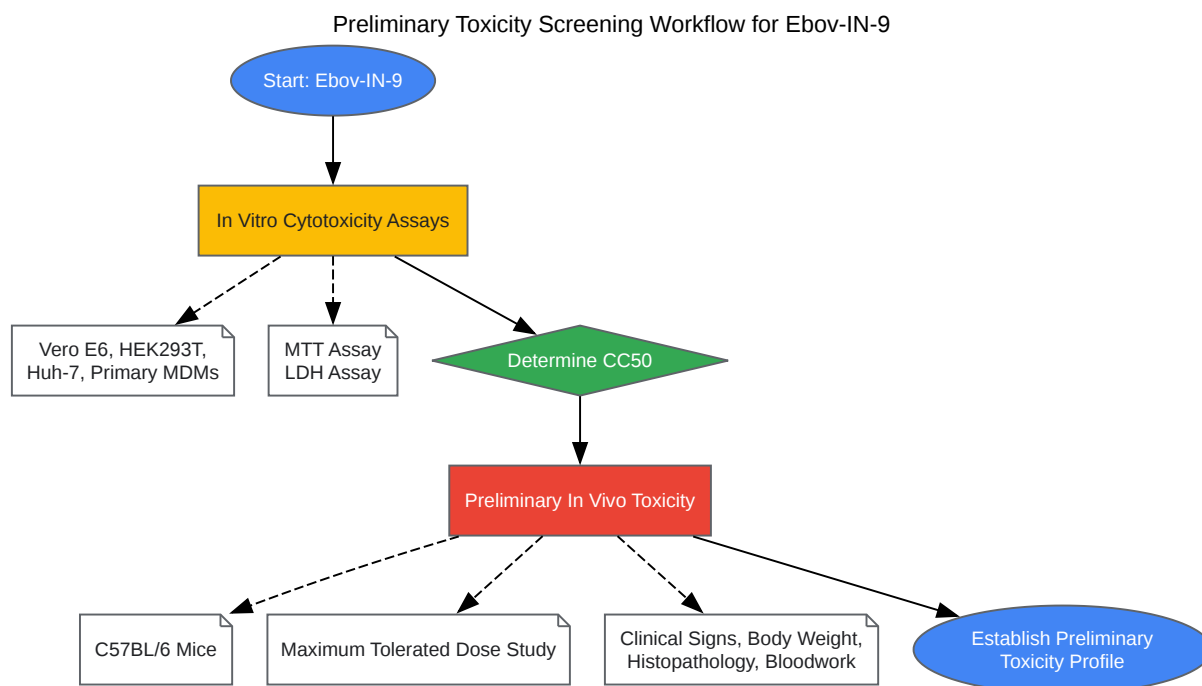 Preliminary Toxicity Screening Workflow for Ebov-IN-9
Start: Ebov-IN-9
In Vitro Cytotoxicity Assays
Vero E6, HEK293T,
Huh-7, Primary MDMs
MTT Assay
LDH Assay
Determine CC50
Preliminary In Vivo Toxicity
C57BL/6 Mice
Maximum Tolerated Dose Study
Clinical Signs, Body Weight,
Histopathology, Bloodwork
Establish Preliminary
Toxicity Profile